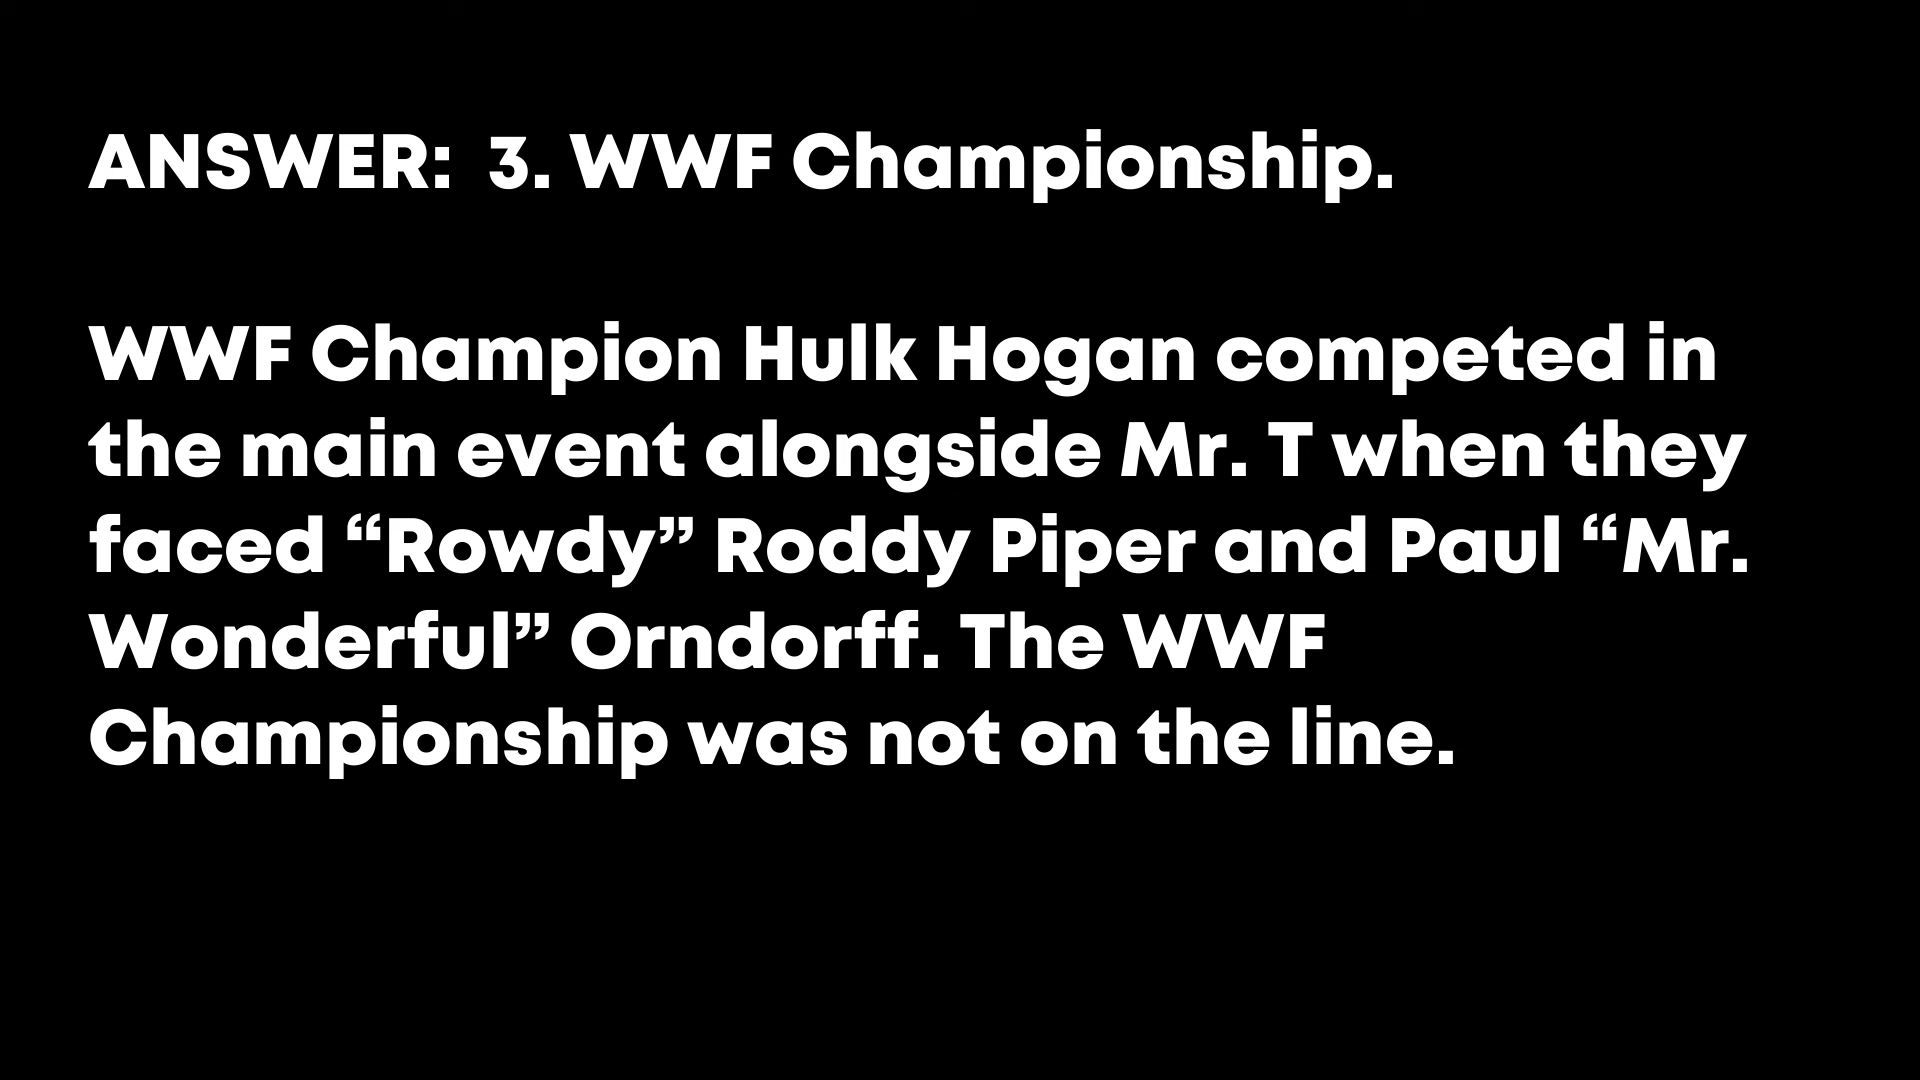 ANSWER:  3. WWF Championship.
WWF Champion Hulk Hogan competed in
the main event alongside Mr. T when they
faced “Rowdy” Roddy Piper and Paul “Mr.
Wonderful” Orndorff. The WWF
Championship was not on the line.